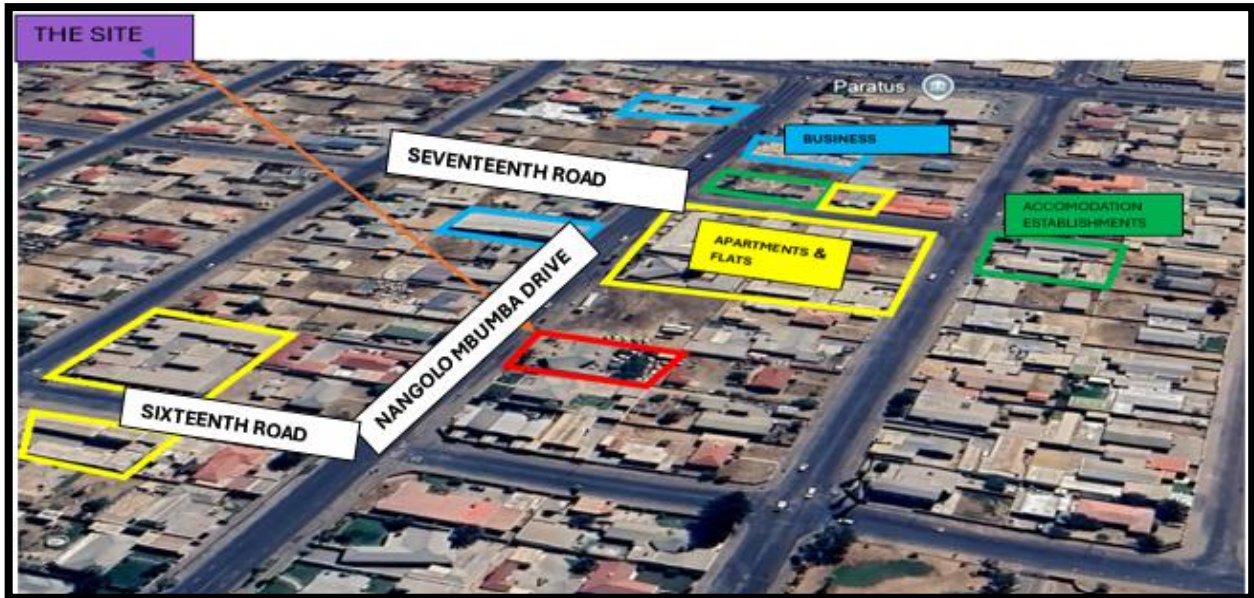 THE SITE
Paratus
BUSINESS
SEVENTEENTH ROAD
ACCOMODATION
ESTABLISHMENTS
APARTMENTS &
FLATS
NANGOLO MBUMBA DRIVE
SIXTEENTH ROAD